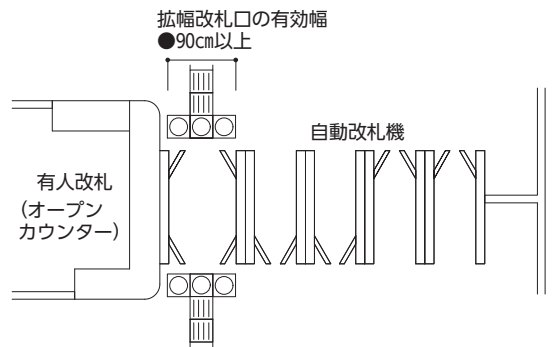 拡幅改札口の有効幅
●90㎝以上
自動改札機
有人改札
(オープン
カウンター)